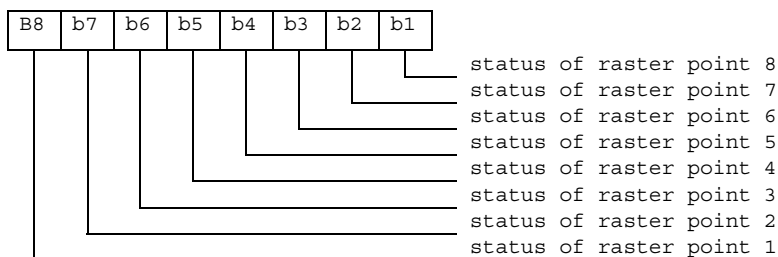 B8 b7 b6 b5 b4 b3 b2 b1
status of raster point 8
status of raster point 7
status of raster point 6
status of raster point 5
status of raster point 4
status of raster point 3
status of raster point 2
status of raster point 1